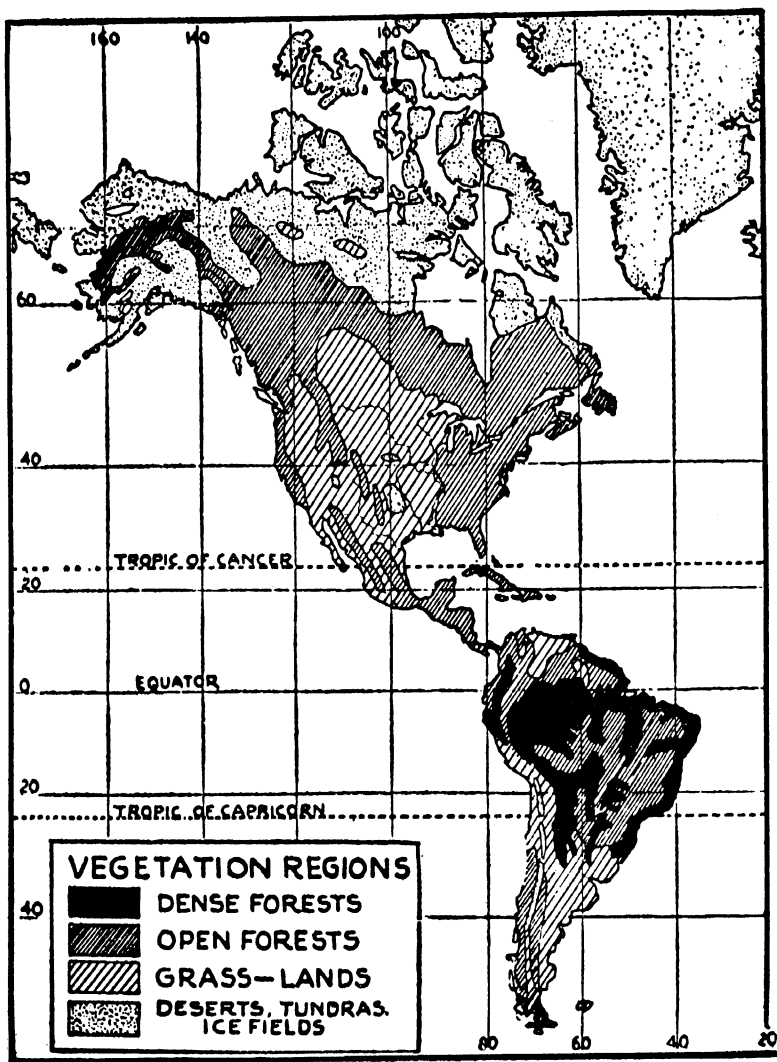 160 140 100
60
40
TROPIC OF CANCER
20
0 EQUATOR
20
TROPIC OF CAPRICORN
VEGETATION REGIONS
DENSE FORESTS
40
OPEN FORESTS
GRASS-LANDS
DESERTS, TUNDRAS.
ICE FIELDS
80 60 40 20